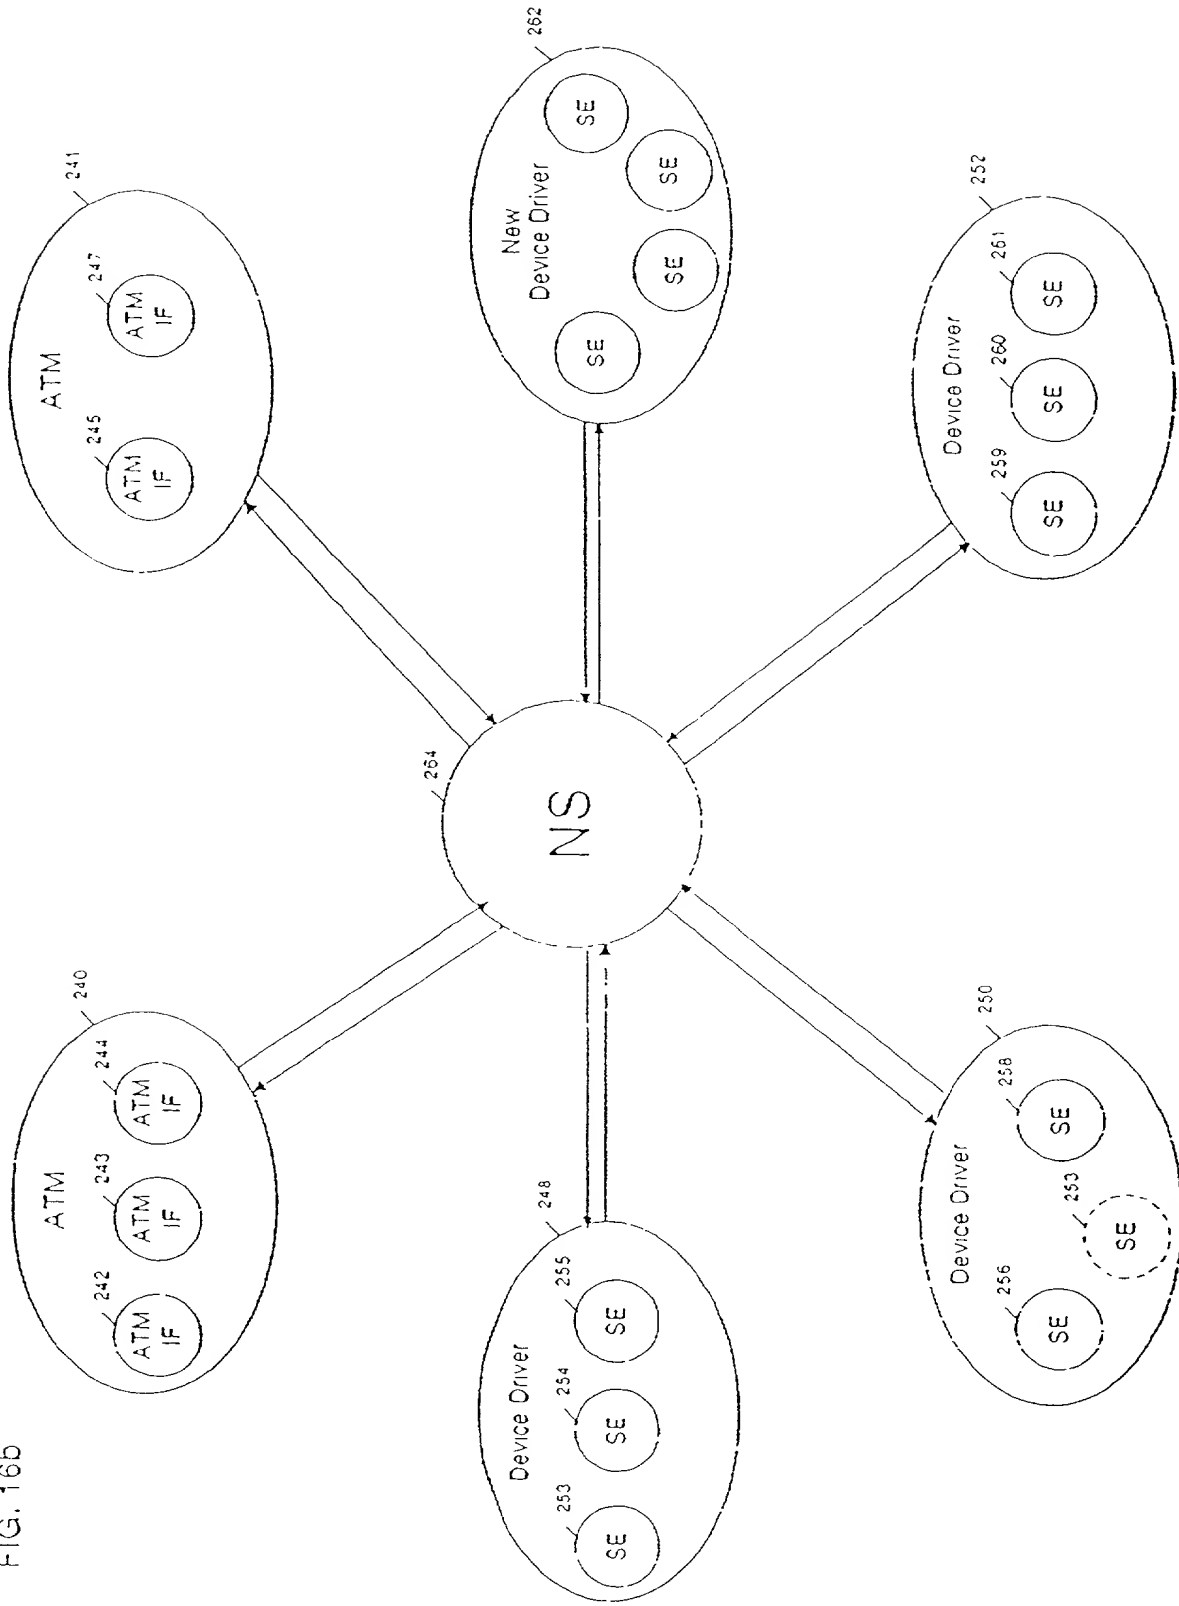 FIG. 16b
240
ATM
242
ATM
IF
243
ATM
IF
244
ATM
IF
241
ATM
245
ATM
IF
247
ATM
IF
264
NS
248
Device Driver
253
SE
254
SE
255
SE
262
New
Device Driver
SE
SE
SE
SE
250
Device Driver
256
SE
253
SE
258
SE
252
Device Driver
259
SE
260
SE
261
SE